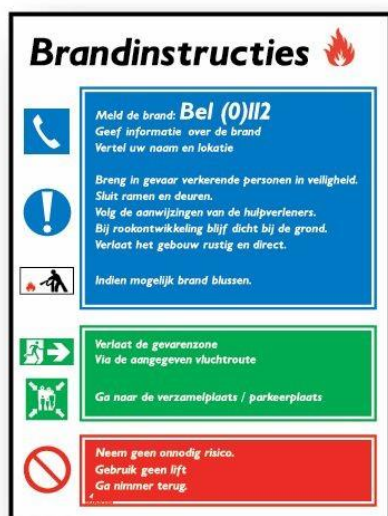 Brandinstructies
Meld de brand: Bel (0)112
Geef informatie over de brand
Vertel uw naam en lokatie
Breng in gevaar verkerende personen in veiligheid.
Sluit ramen en deuren.
Volg de aanwijzingen van de hulpverleners.
Bij rookontwikkeling blijf dicht bij de grond.
Verlaat het gebouw rustig en direct.
Indien mogelijk brand blussen.
Verlaat de gevarenzone
Via de aangegeven vluchtroute
Ga naar de verzamelplaats / parkeerplaats
Neem geen onnodig risico.
Gebruik geen lift
Ga nimmer terug.